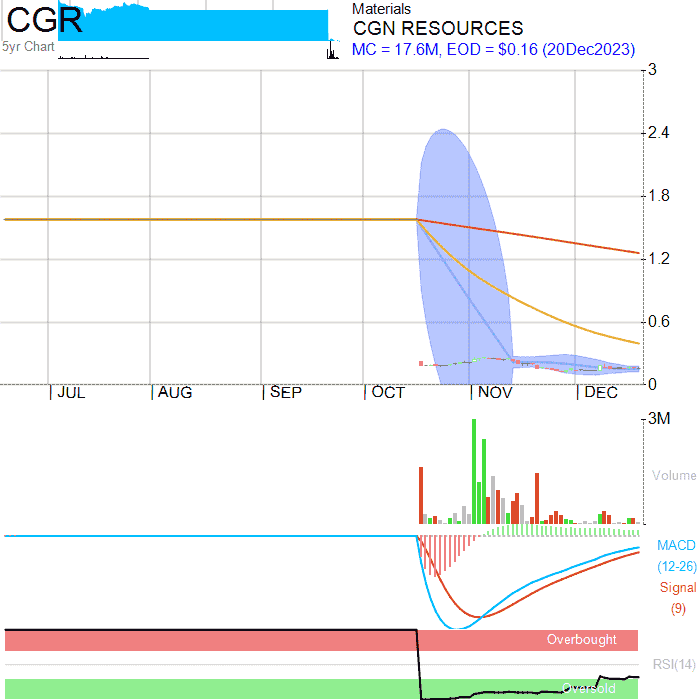 CGR
5yr Chart
Materials
CGN RESOURCES
MC = 17.6M, EOD = $0.16 (20Dec2023)
3
2.4
1.8
1.2
0.6
0
JUL
AUG
SEP
OCT
NOV
DEC
3M
Volume
MACD
(12-26)
Signal
(9)
Overbought
RSI(14)
Oversold